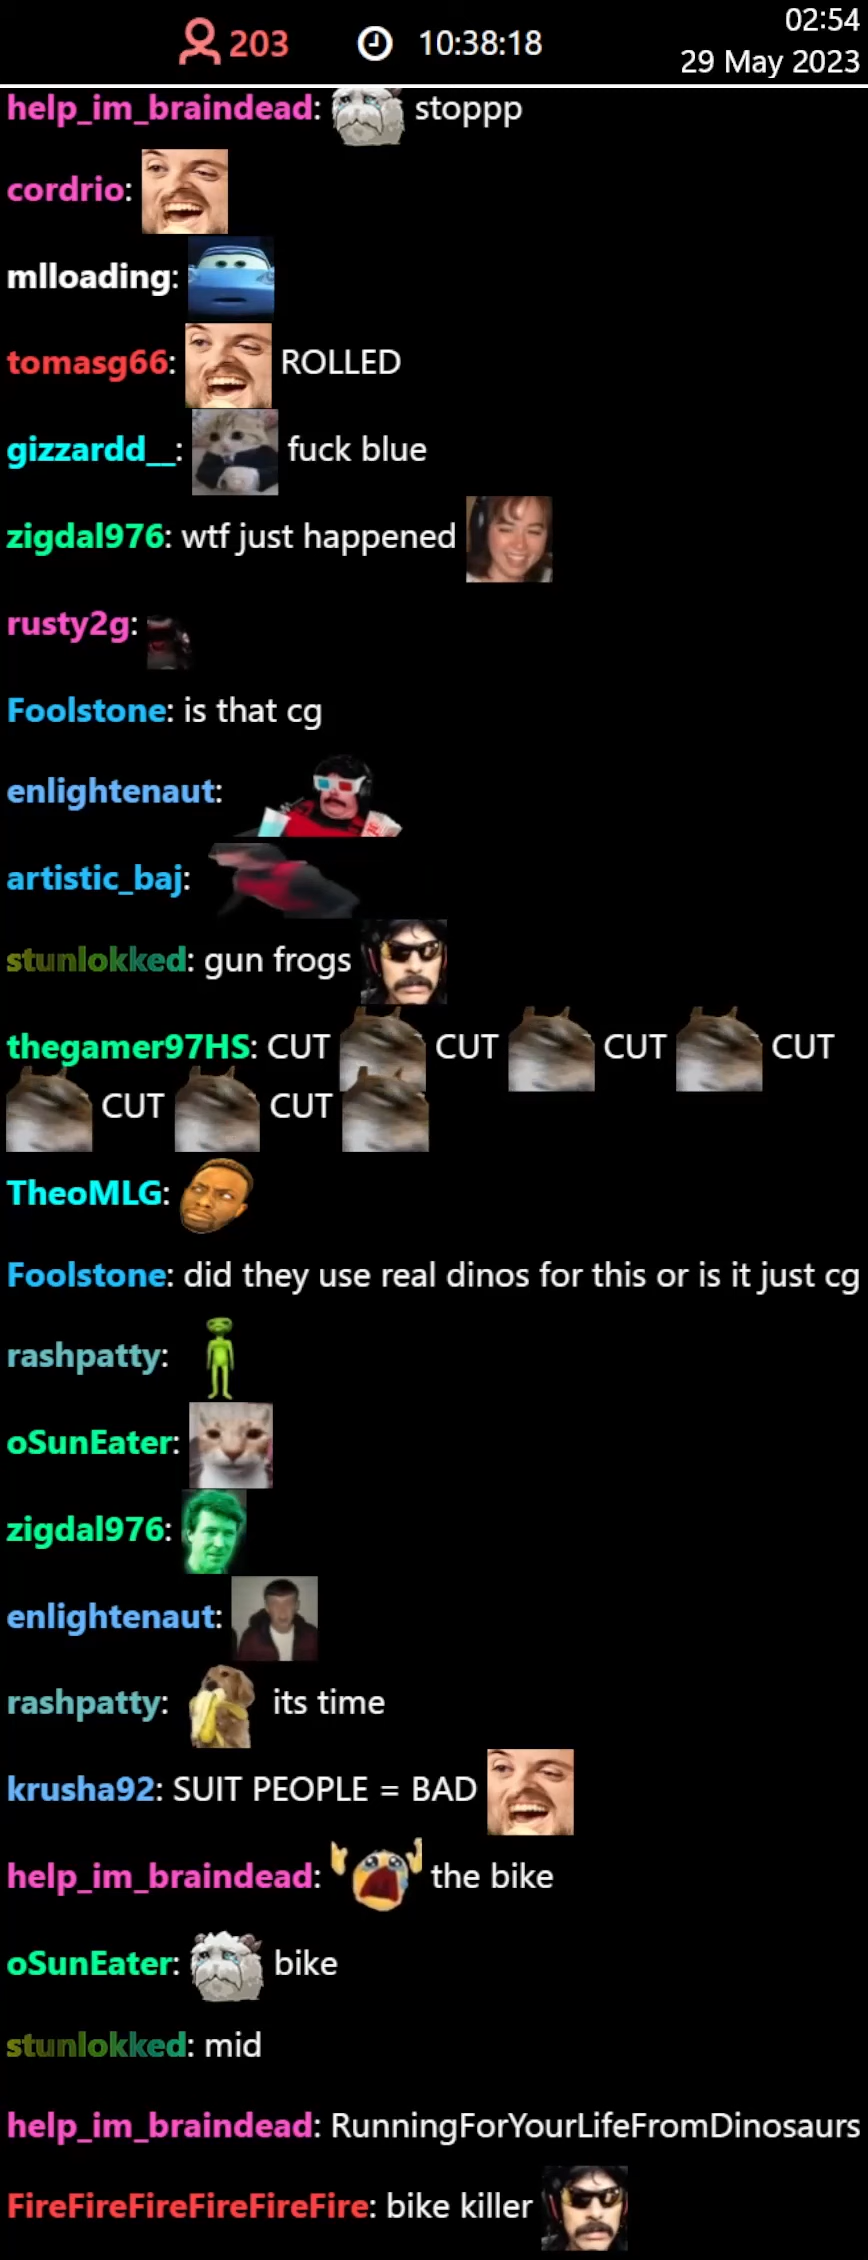 203 10:38:18 02:54
29 May 2023
help_im_braindead: stoppp
cordrio:
mlloading:
tomasg66: ROLLED
gizzardd__: fuck blue
zigdal976: wtf just happened
rusty2g:
Foolstone: is that cg
enlightenaut:
artistic_baj:
stunlokked: gun frogs
thegamer97HS: CUT CUT CUT CUT
CUT CUT
TheoMLG:
Foolstone: did they use real dinos for this or is it just cg
rashpatty:
oSunEater:
zigdal976:
enlightenaut:
rashpatty: its time
krusha92: SUIT PEOPLE = BAD
help_im_braindead: the bike
oSunEater: bike
stunlokked: mid
help_im_braindead: RunningForYourLifeFromDinosaurs
FireFireFireFireFireFire: bike killer